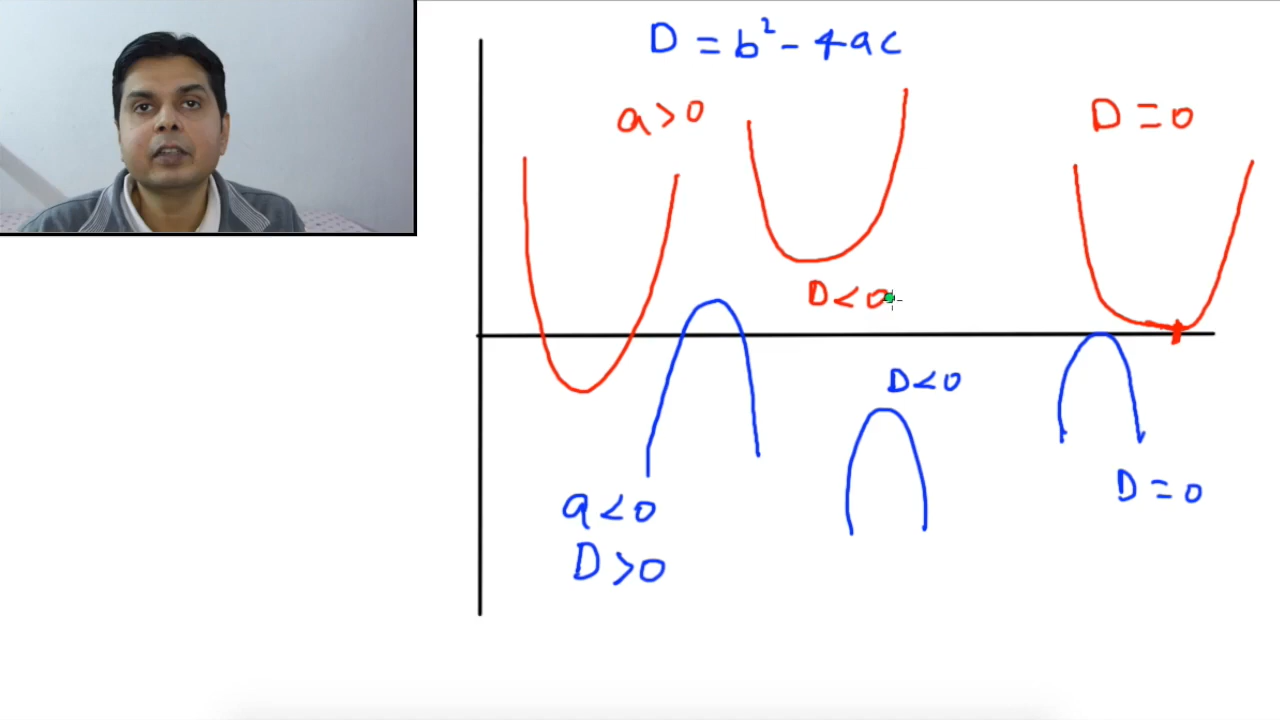 D = b² - 4ac
a > 0
D = 0
D < 0
D < 0
D = 0
a < 0
D > 0